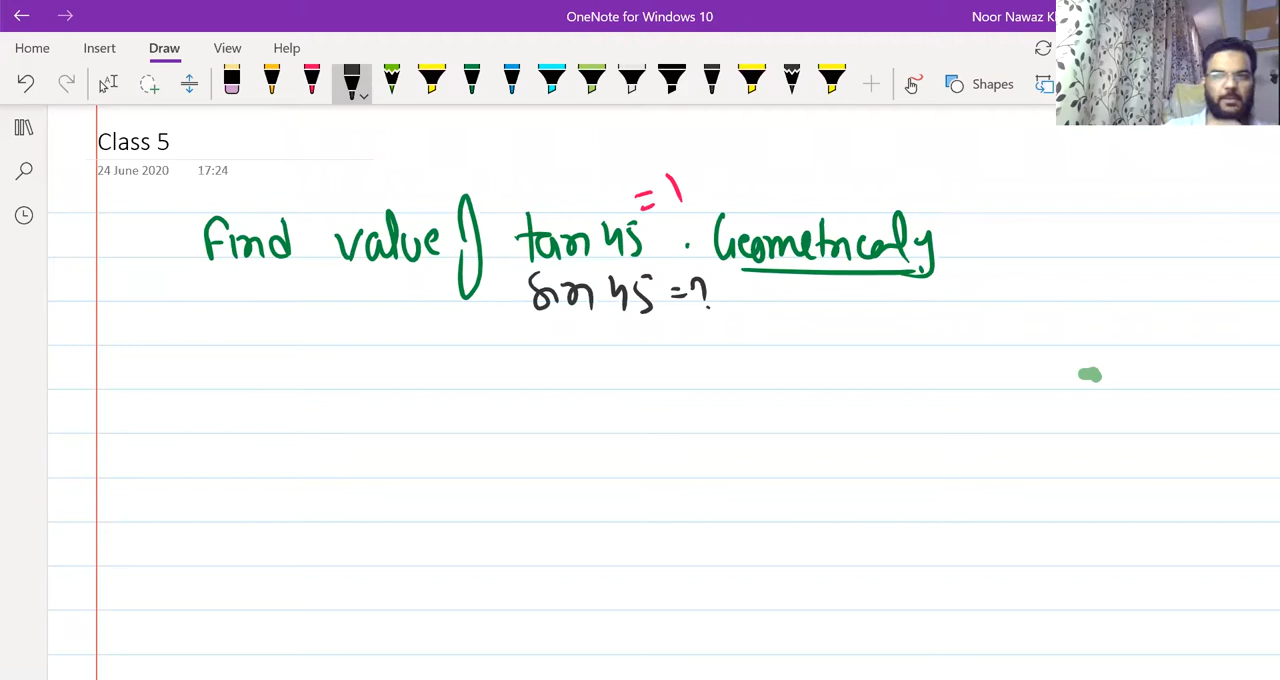 OneNote for Windows 10
Noor Nawaz Kh
Home Insert Draw View Help
Shapes
Class 5
24 June 2020 17:24
= 1
Find value of tan 45 . Geometrically
sin 45 = ?